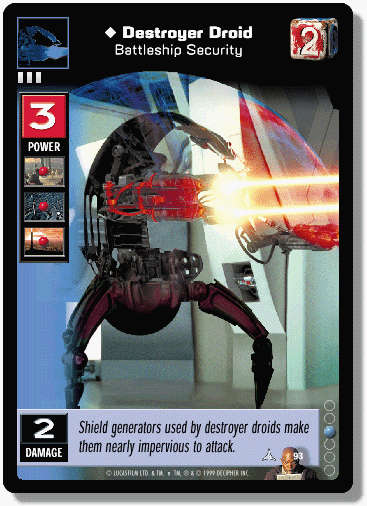 ◆ Destroyer Droid
Battleship Security
2
3
POWER
2
DAMAGE
Shield generators used by destroyer droids make
them nearly impervious to attack.
93
© LUCASFILM LTD. & TM. ★ TM, ® & © 1999 DECIPHER INC.